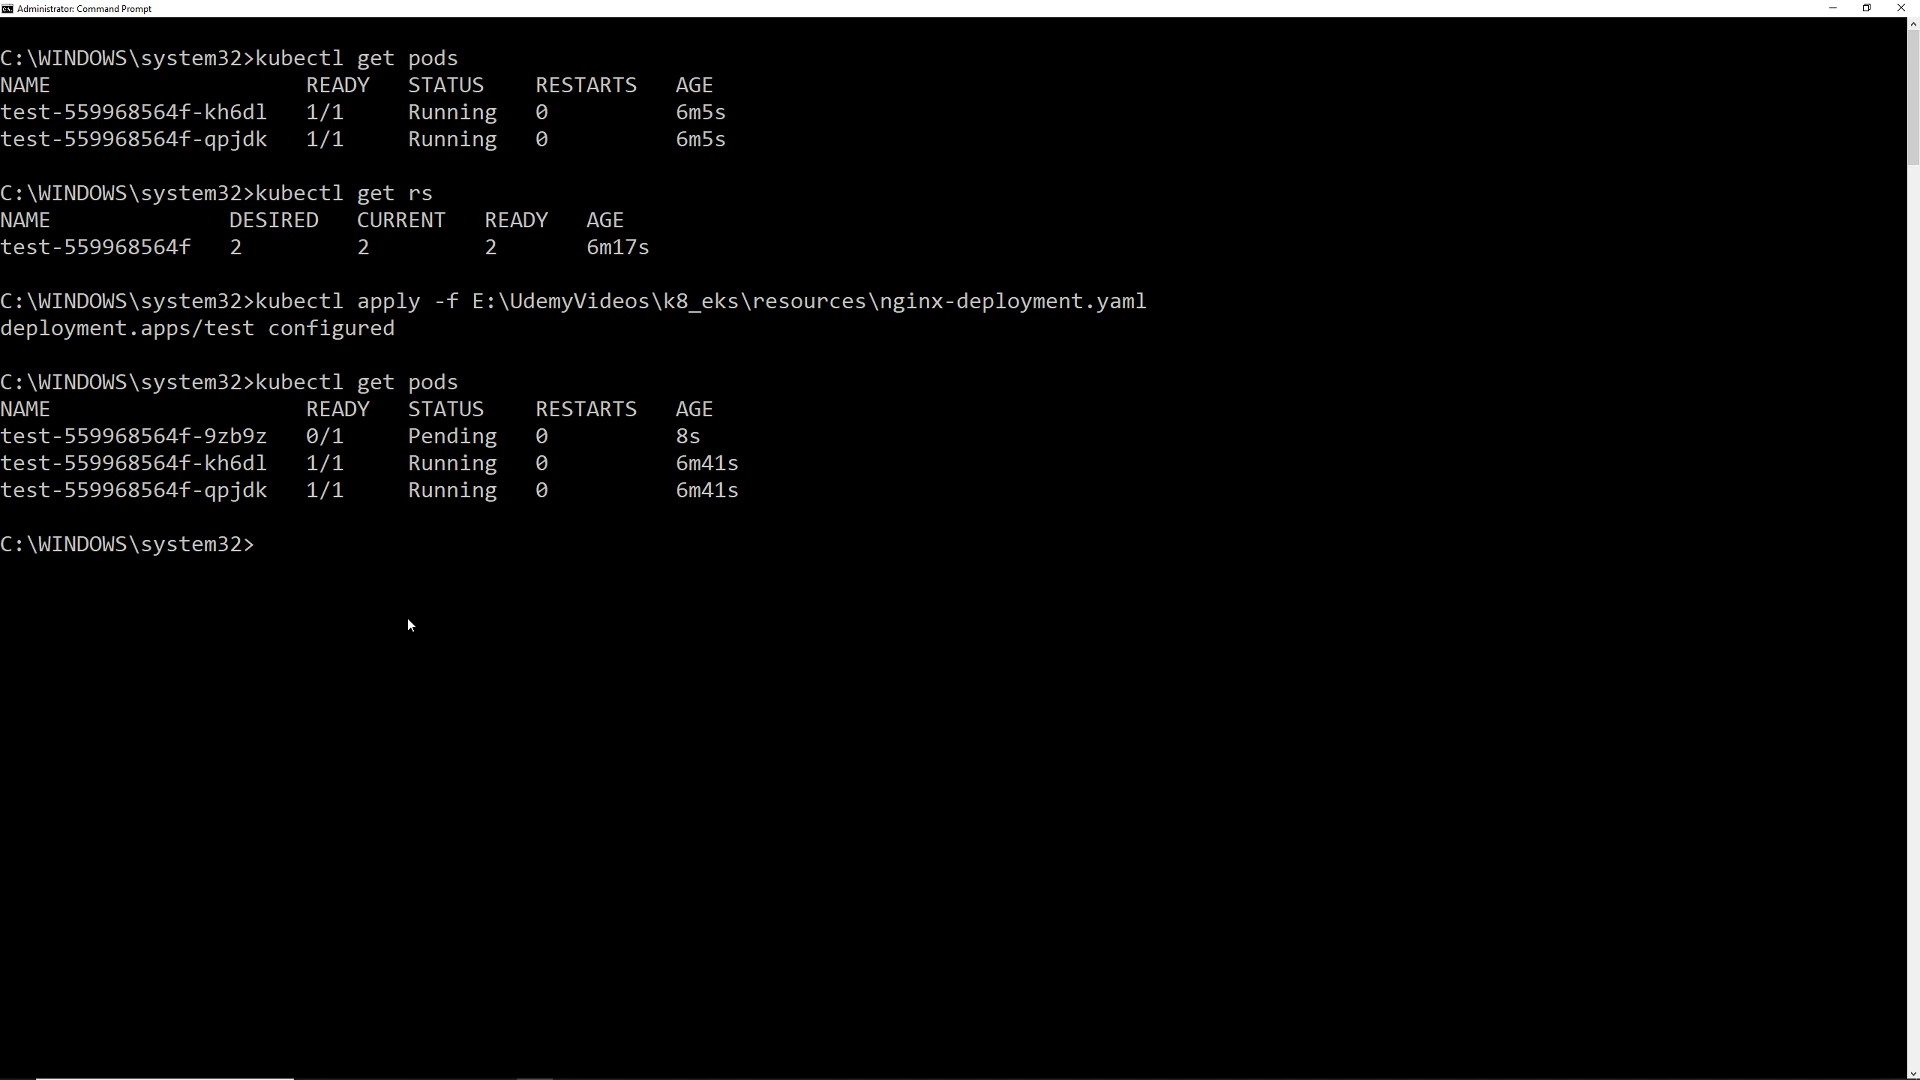 Administrator: Command Prompt
C:\WINDOWS\system32>kubectl get pods
NAME READY STATUS RESTARTS AGE
test-559968564f-kh6dl 1/1 Running 0 6m5s
test-559968564f-qpjdk 1/1 Running 0 6m5s
C:\WINDOWS\system32>kubectl get rs
NAME DESIRED CURRENT READY AGE
test-559968564f 2 2 2 6m17s
C:\WINDOWS\system32>kubectl apply -f E:\UdemyVideos\k8_eks\resources\nginx-deployment.yaml
deployment.apps/test configured
C:\WINDOWS\system32>kubectl get pods
NAME READY STATUS RESTARTS AGE
test-559968564f-9zb9z 0/1 Pending 0 8s
test-559968564f-kh6dl 1/1 Running 0 6m41s
test-559968564f-qpjdk 1/1 Running 0 6m41s
C:\WINDOWS\system32>